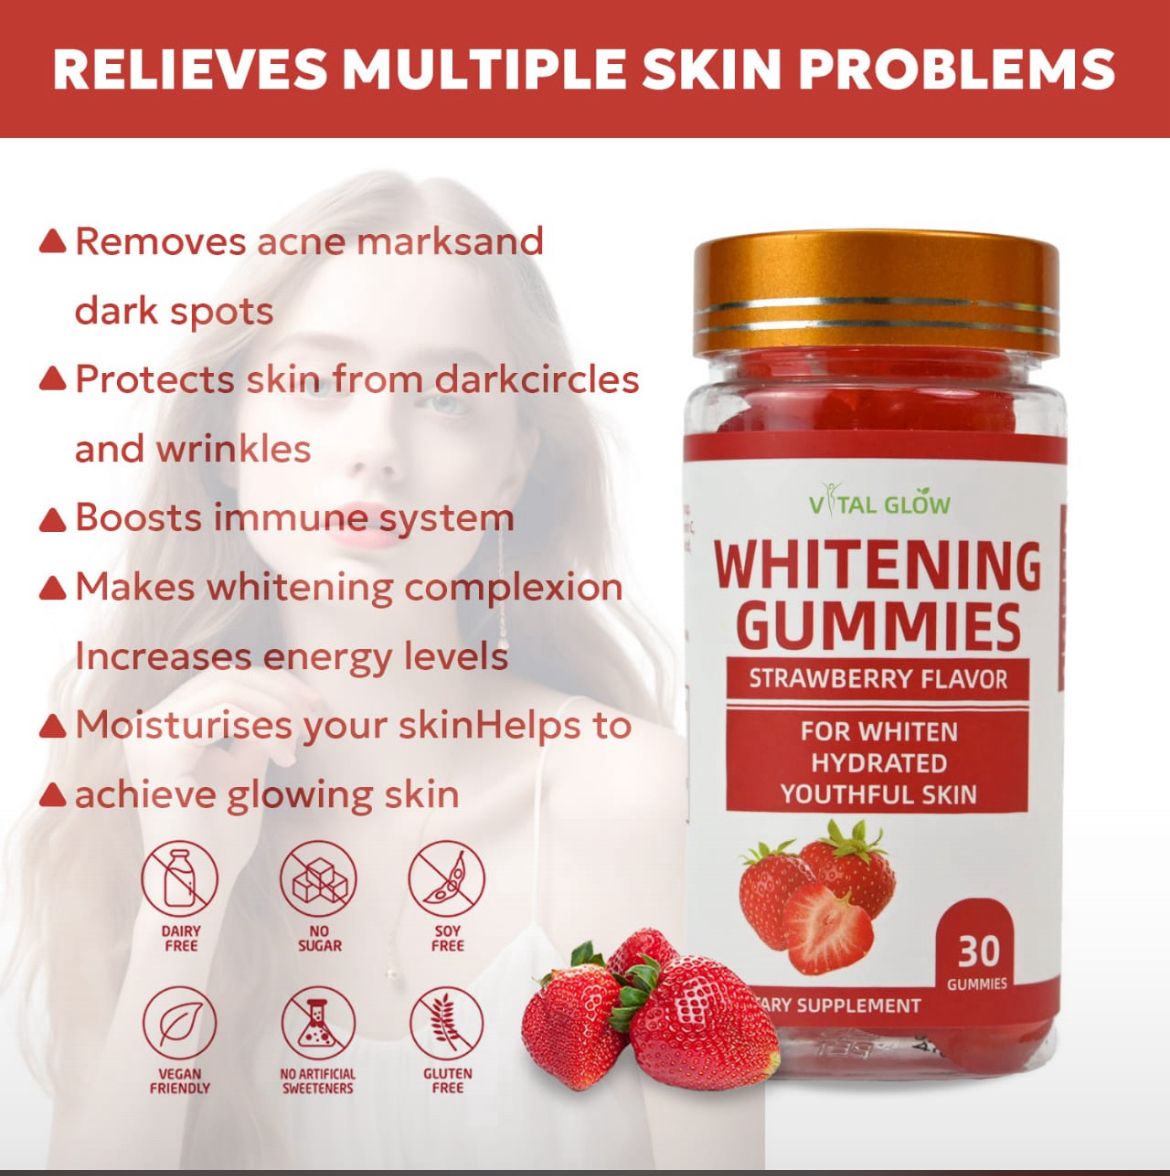 RELIEVES MULTIPLE SKIN PROBLEMS
Removes acne marksand
dark spots
Protects skin from darkcircles
and wrinkles
Boosts immune system
Makes whitening complexion
Increases energy levels
Moisturises your skinHelps to
achieve glowing skin
DAIRY
FREE
NO
SUGAR
SOY
FREE
VEGAN
FRIENDLY
NO ARTIFICIAL
SWEETENERS
GLUTEN
FREE
VITAL GLOW
WHITENING
GUMMIES
STRAWBERRY FLAVOR
FOR WHITEN
HYDRATED
YOUTHFUL SKIN
30
GUMMIES
SUPPLEMENT